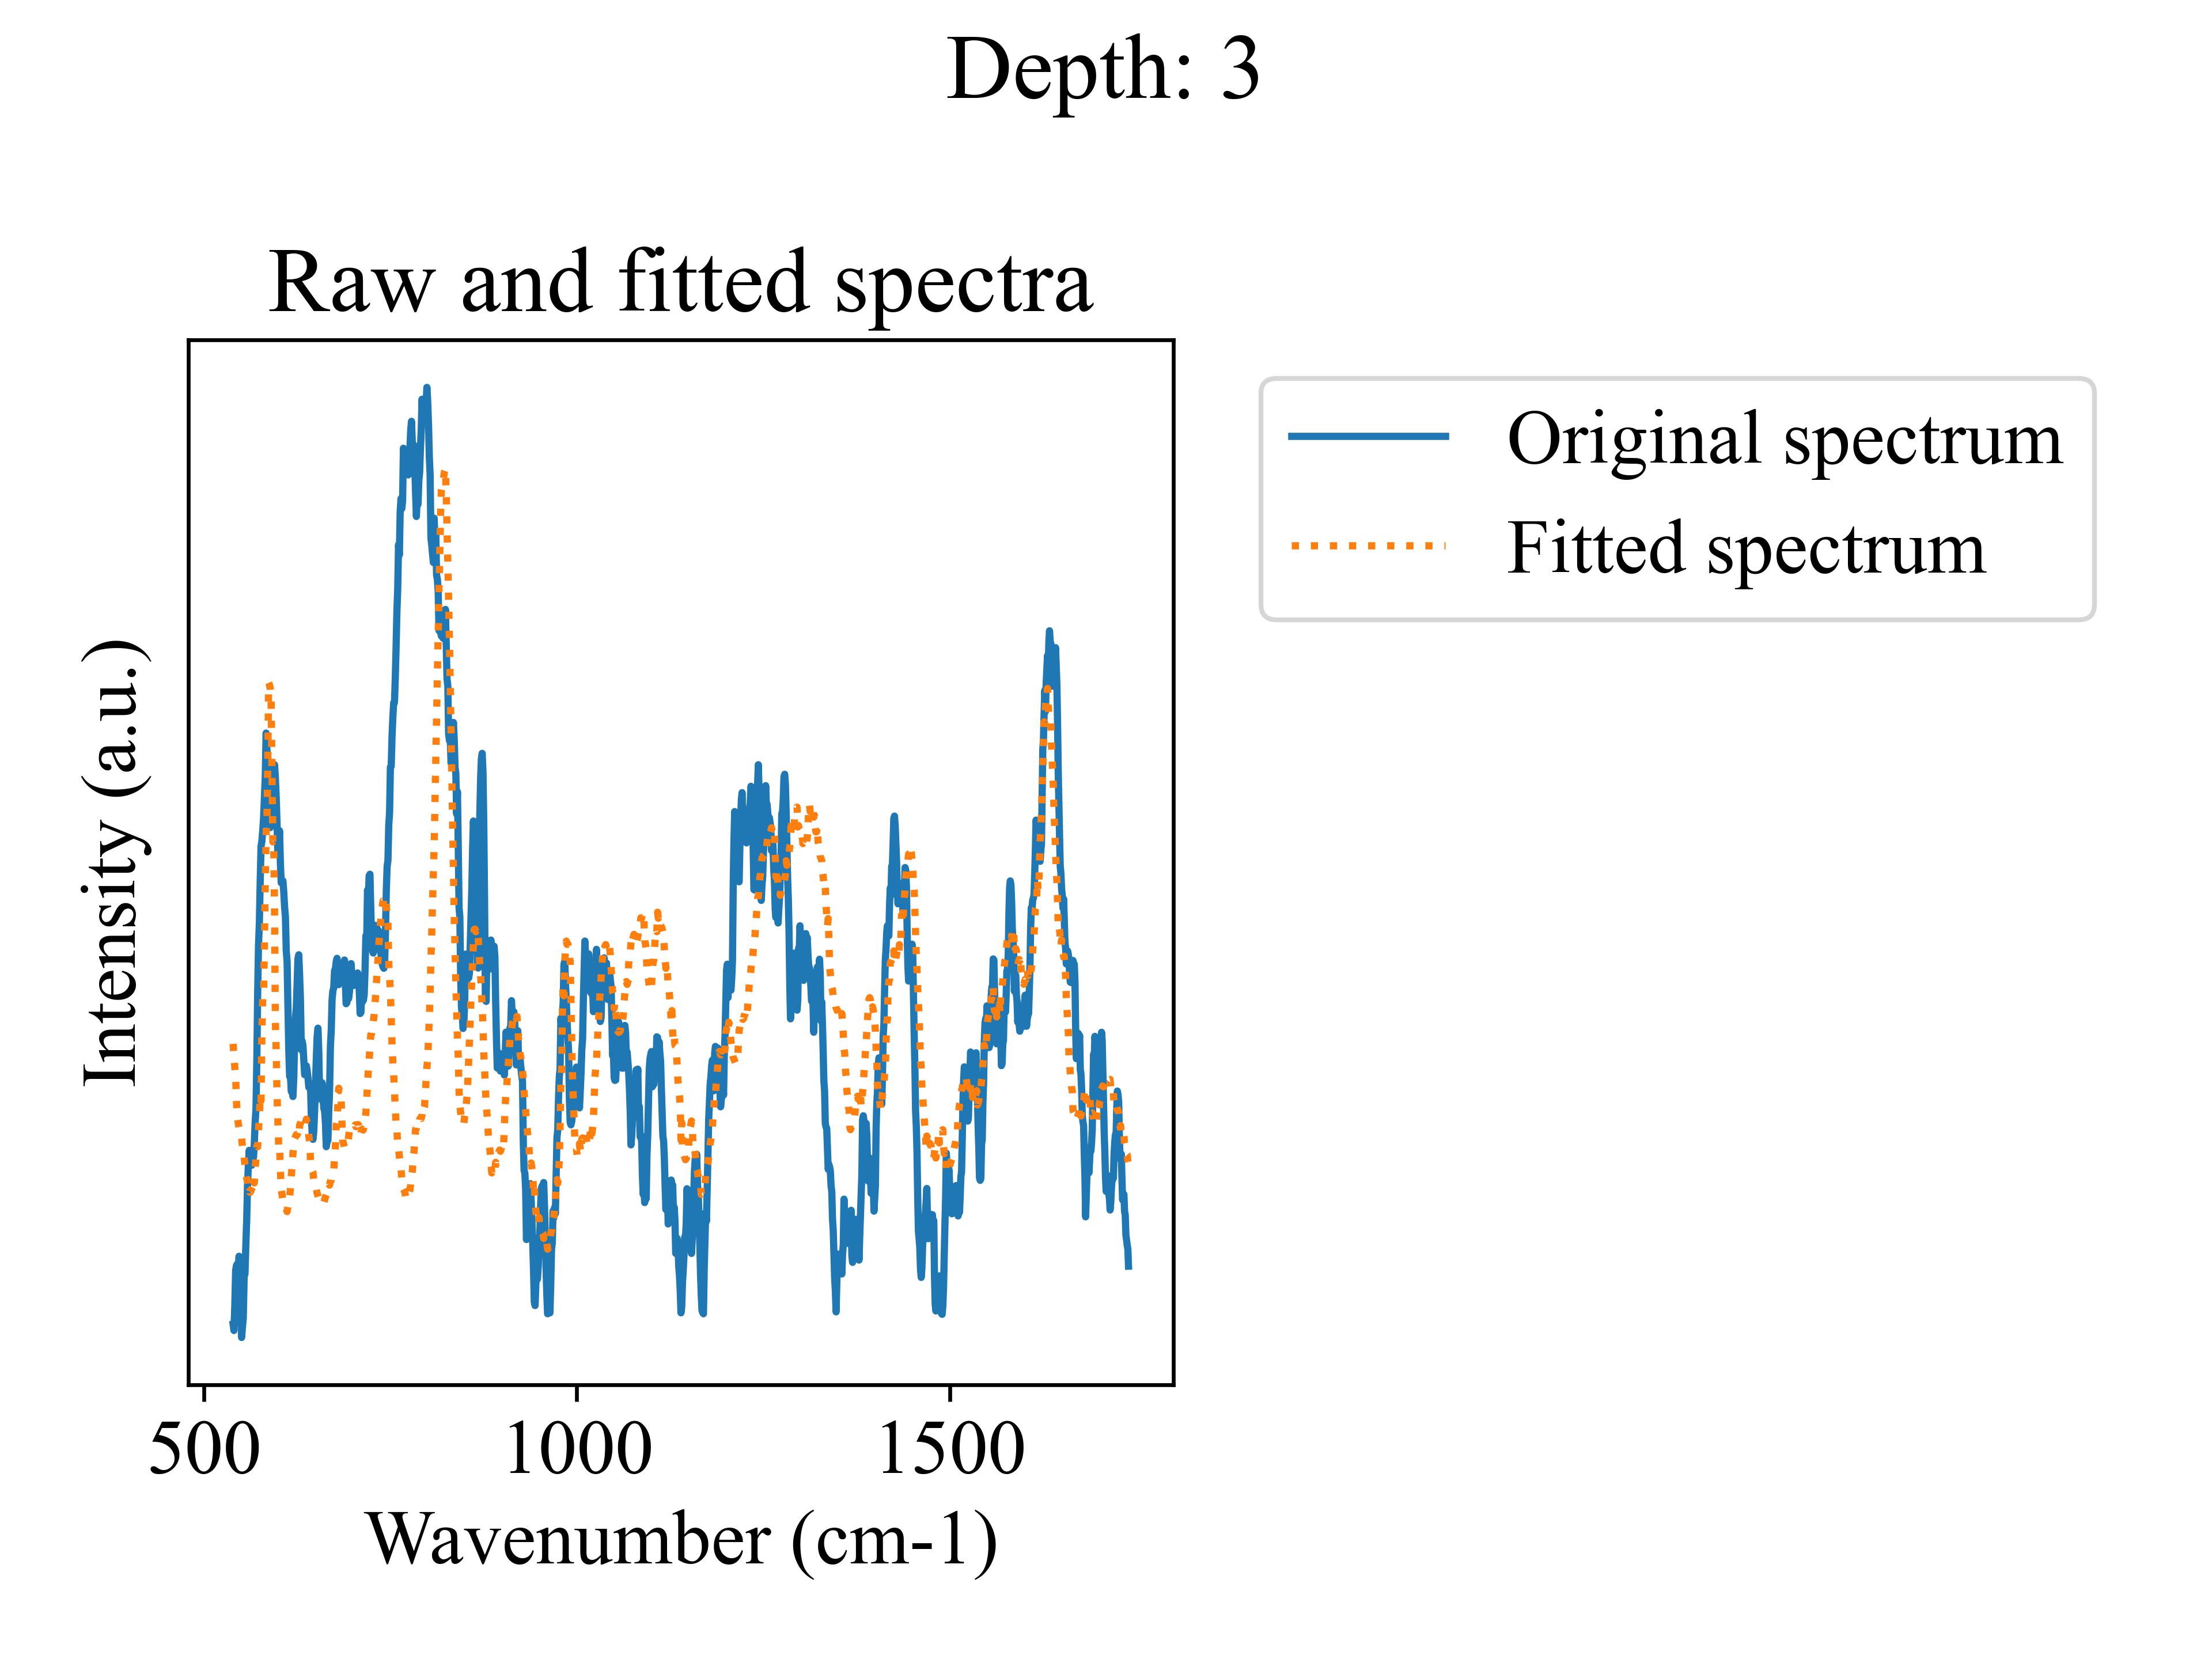 Depth: 3
Raw and fitted spectra
Original spectrum
Fitted spectrum
Intensity (a.u.)
500 1000 1500
Wavenumber (cm-1)